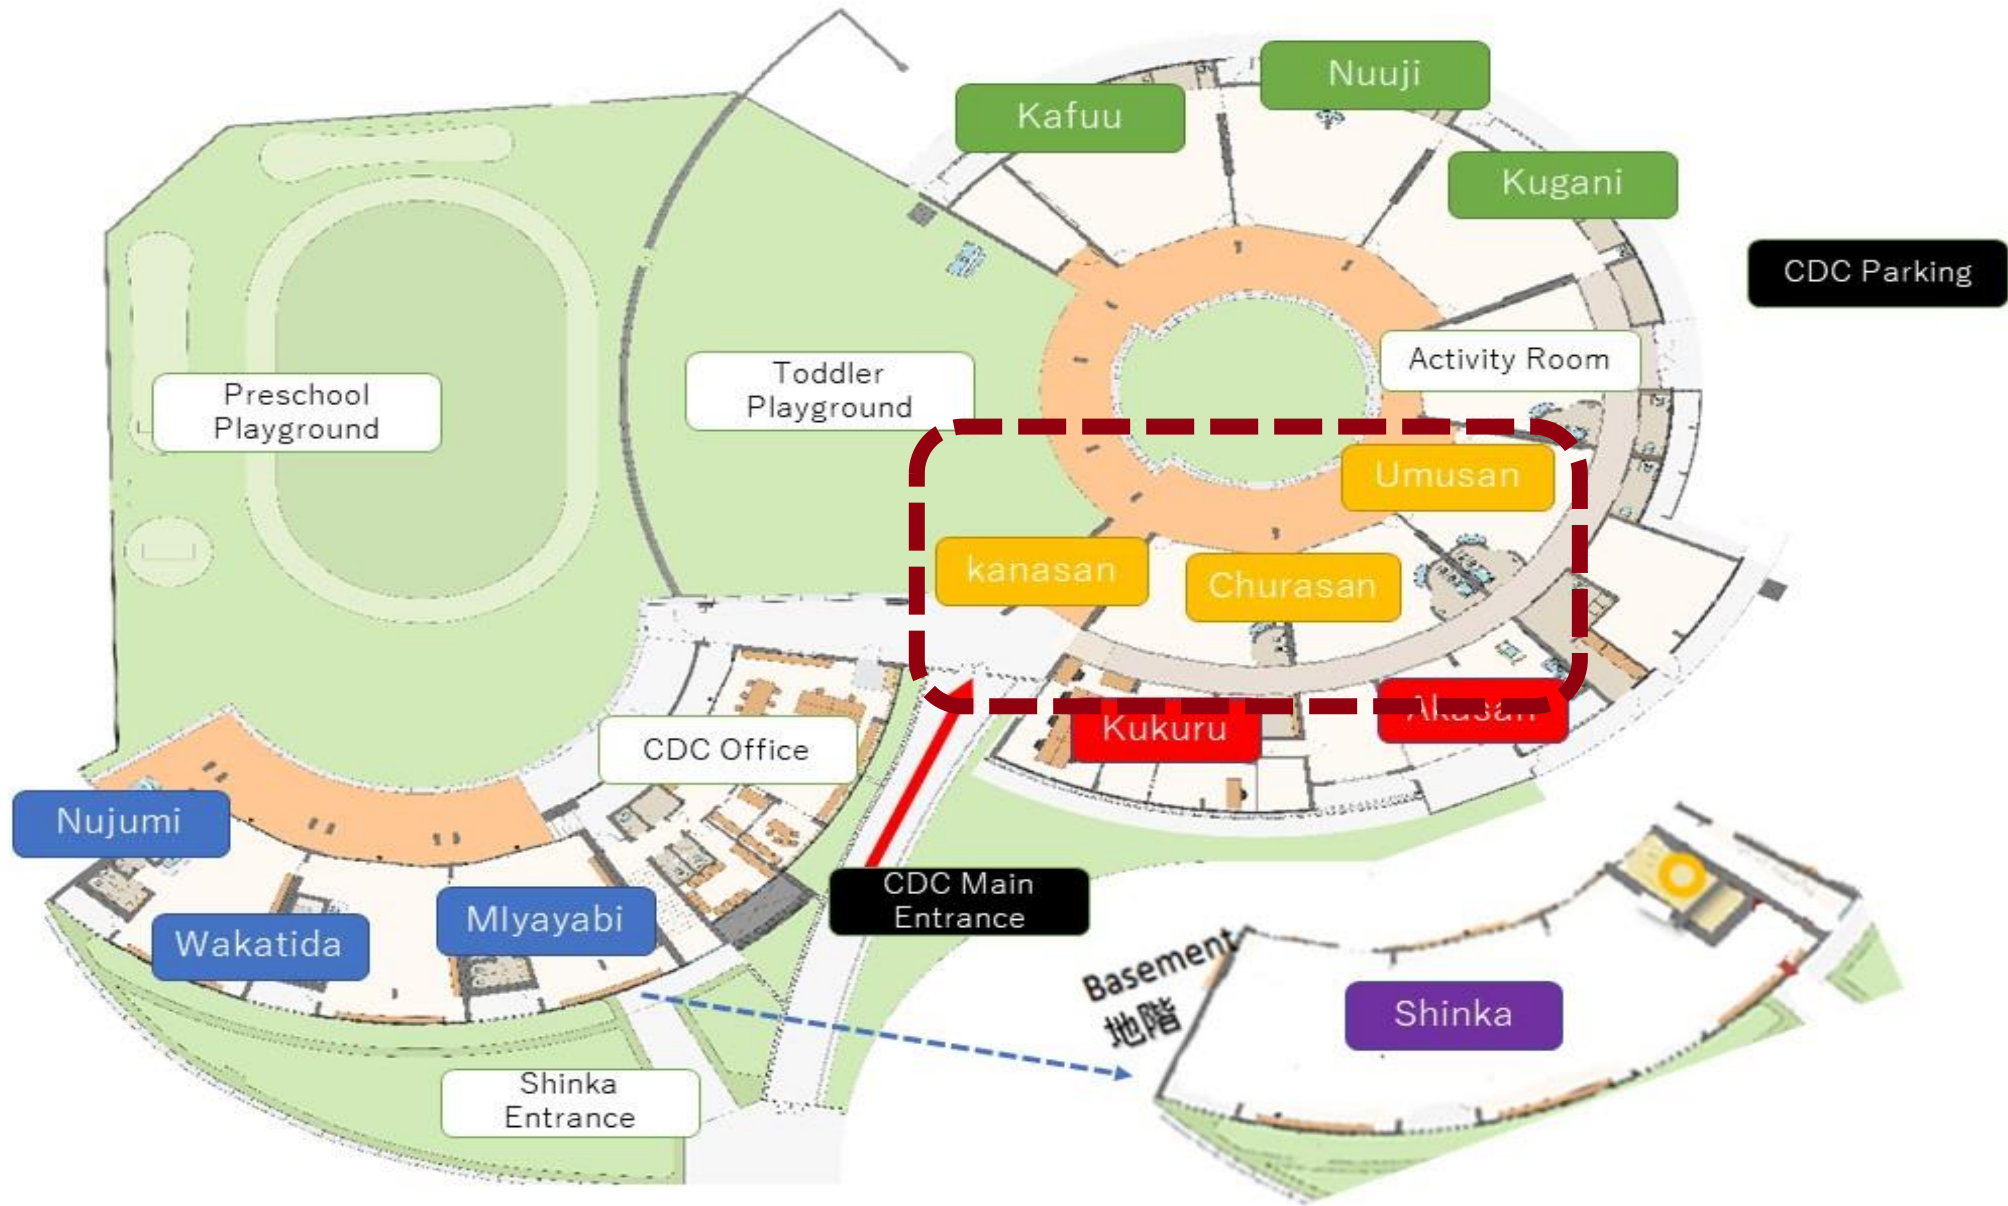 Nuuji
Kafuu
Kugani
CDC Parking
Activity Room
Toddler
Playground
Preschool
Playground
Umusan
kanasan
Churasan
Kukuru
Akasan
CDC Office
Nujumi
CDC Main
Entrance
MIyayabi
Wakatida
Basement
地階
Shinka
Shinka
Entrance